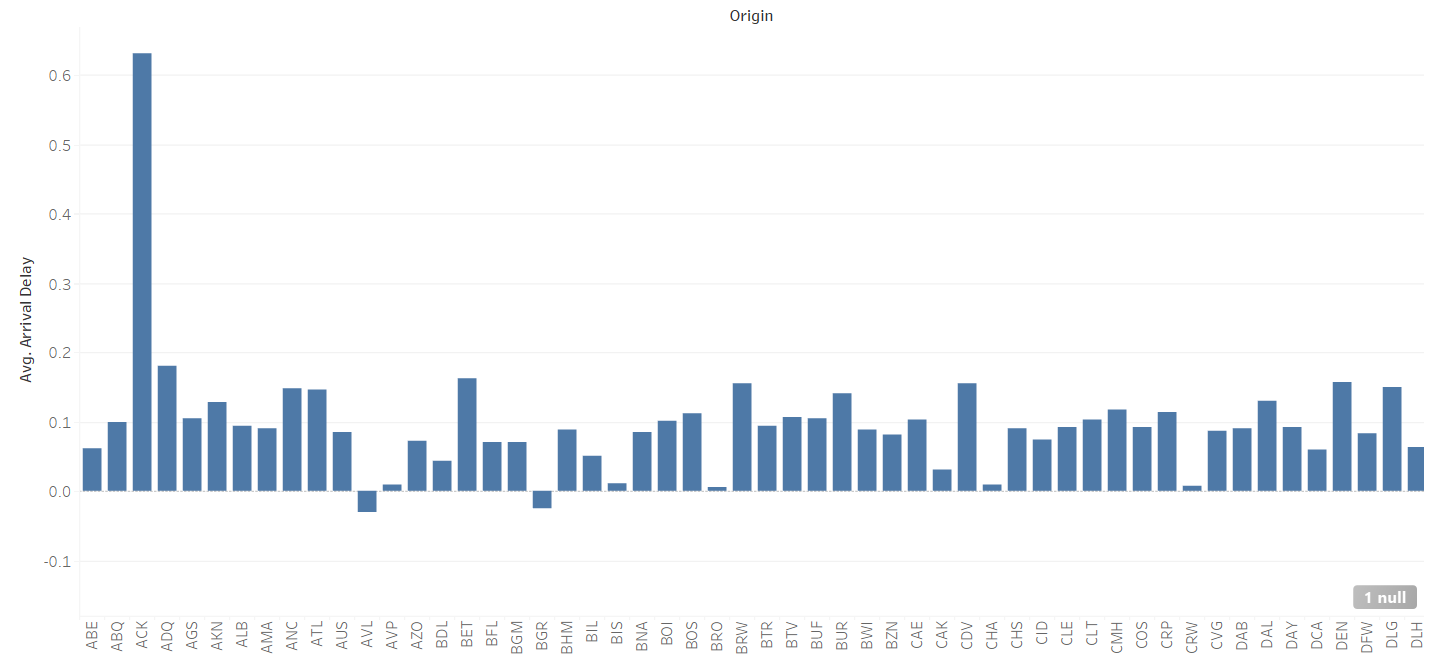 Origin
Avg. Arrival Delay
0.6
0.5
0.4
0.3
0.2
0.1
0.0
-0.1
1 null
ABE ABQ ACK ADQ AGS AKN ALB AMA ANC ATL AUS AVL AVP AZO BDL BET BFL BGM BGR BHM BIL BIS BNA BOI BOS BRO BRW BTR BTV BUF BUR BWI BZN CAE CAK CDV CHA CHS CID CLE CLT CMH COS CRP CRW CVG DAB DAL DAY DCA DEN DFW DLG DLH